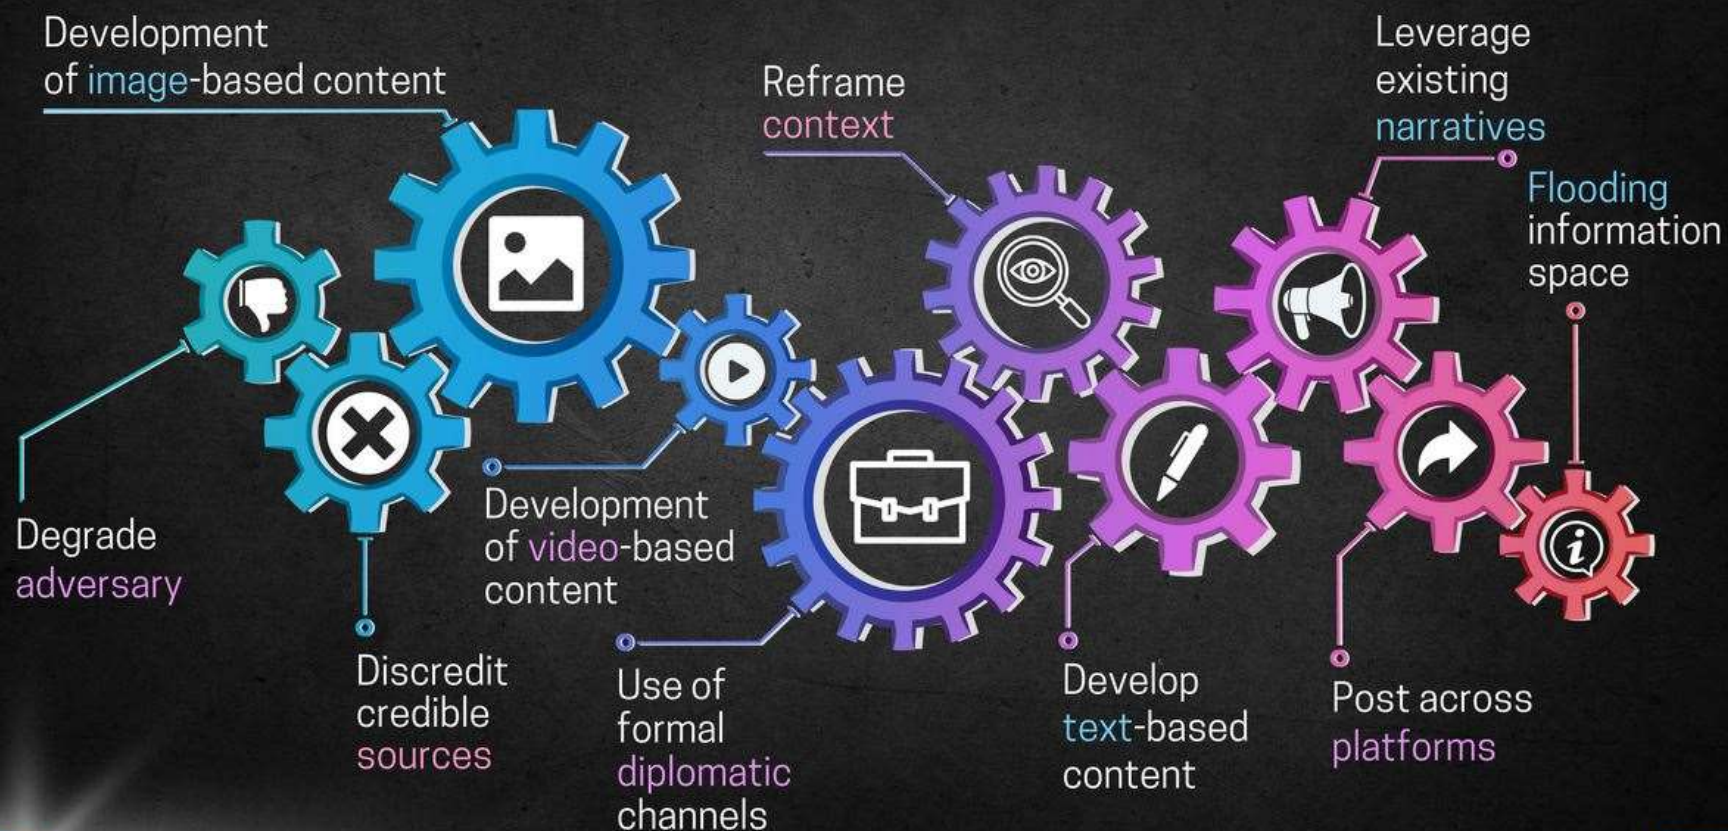 Development
of image-based content
Degrade
adversary
Discredit
credible
sources
Development
of video-based
content
Use of
formal
diplomatic
channels
Reframe
context
Develop
text-based
content
Leverage
existing
narratives
Post across
platforms
Flooding
information
space
i